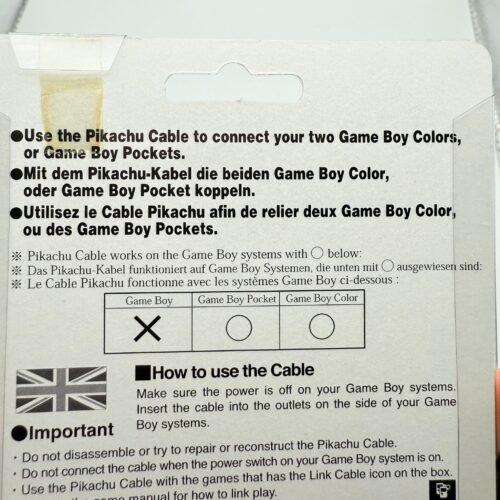 ●Use the Pikachu Cable to connect your two Game Boy Colors,
or Game Boy Pockets.
●Mit dem Pikachu-Kabel die beiden Game Boy Color,
oder Game Boy Pocket koppeln.
●Utilisez le Cable Pikachu afin de relier deux Game Boy Color,
ou des Game Boy Pockets.
※ Pikachu Cable works on the Game Boy systems with ○ below:
※ Das Pikachu-Kabel funktioniert auf Game Boy Systemen, die unten mit ○ ausgewiesen sind:
※ Le Cable Pikachu fonctionne avec les systèmes Game Boy ci-dessous :
Game Boy Game Boy Pocket Game Boy Color
✕ ○ ○
■How to use the Cable
Make sure the power is off on your Game Boy systems.
Insert the cable into the outlets on the side of your Game
Boy systems.
●Important
· Do not disassemble or try to repair or reconstruct the Pikachu Cable.
· Do not connect the cable when the power switch on your Game Boy system is on.
· Use the Pikachu Cable with the games that has the Link Cable icon on the box.
the game manual for how to link play.